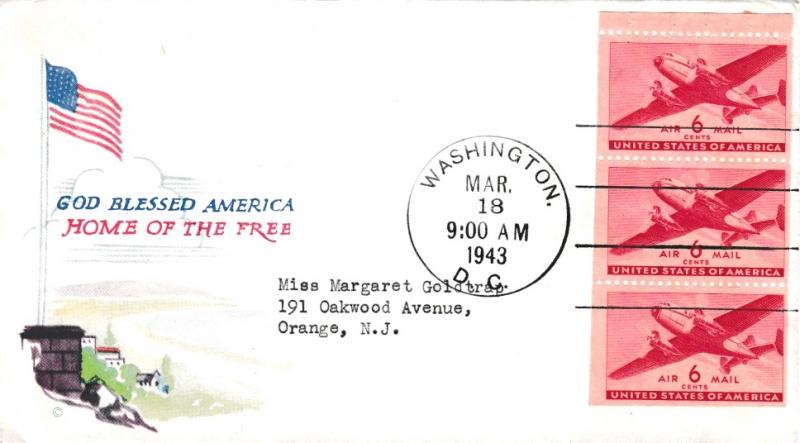 GOD BLESSED AMERICA
HOME OF THE FREE
WASHINGTON.
MAR.
18
9:00 AM
1943
D. C.
Miss Margaret Goldtrap
191 Oakwood Avenue,
Orange, N.J.
AIR 6 MAIL
CENTS
UNITED STATES OF AMERICA
AIR 6 MAIL
CENTS
UNITED STATES OF AMERICA
AIR 6 MAIL
CENTS
UNITED STATES OF AMERICA
©